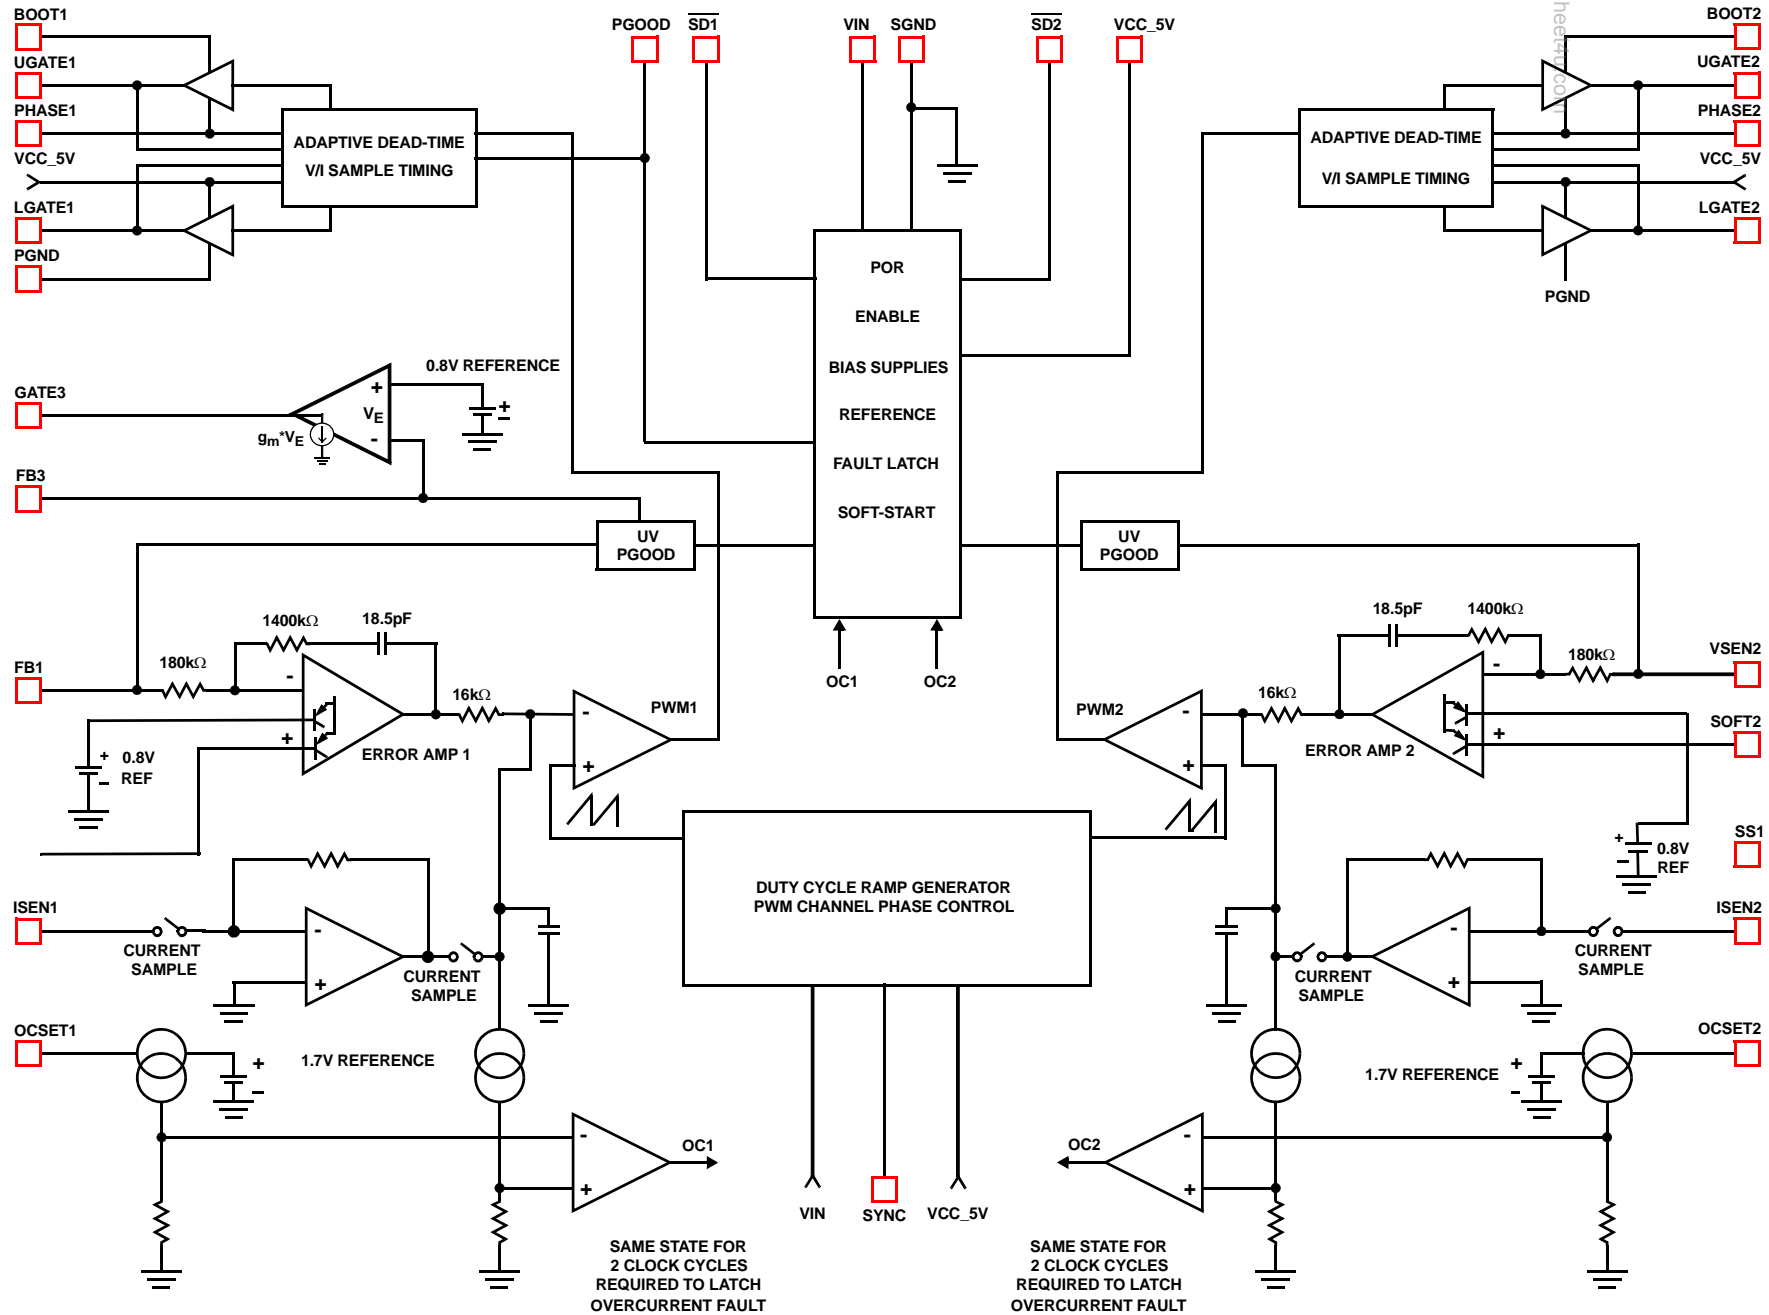 BOOT1
UGATE1
PHASE1
VCC_5V
LGATE1
PGND
ADAPTIVE DEAD-TIME
V/I SAMPLE TIMING
PGOOD
SD1
VIN
SGND
SD2
VCC_5V
heet4u.com
BOOT2
UGATE2
PHASE2
VCC_5V
LGATE2
ADAPTIVE DEAD-TIME
V/I SAMPLE TIMING
PGND
POR
ENABLE
BIAS SUPPLIES
REFERENCE
FAULT LATCH
SOFT-START
OC1
OC2
GATE3
0.8V REFERENCE
+
VE
-
gm*VE
+
-
FB3
UV
PGOOD
UV
PGOOD
FB1
180kΩ
1400kΩ
18.5pF
-
+
16kΩ
ERROR AMP 1
+
-
0.8V
REF
-
+
PWM1
PWM2
-
+
16kΩ
18.5pF
1400kΩ
180kΩ
-
+
ERROR AMP 2
VSEN2
SOFT2
+
-
0.8V
REF
SS1
DUTY CYCLE RAMP GENERATOR
PWM CHANNEL PHASE CONTROL
ISEN1
CURRENT
SAMPLE
-
+
CURRENT
SAMPLE
CURRENT
SAMPLE
-
+
CURRENT
SAMPLE
ISEN2
OCSET1
+
-
1.7V REFERENCE
-
+
OC1
VIN
SYNC
VCC_5V
OC2
-
+
1.7V REFERENCE
+
-
OCSET2
SAME STATE FOR
2 CLOCK CYCLES
REQUIRED TO LATCH
OVERCURRENT FAULT
SAME STATE FOR
2 CLOCK CYCLES
REQUIRED TO LATCH
OVERCURRENT FAULT